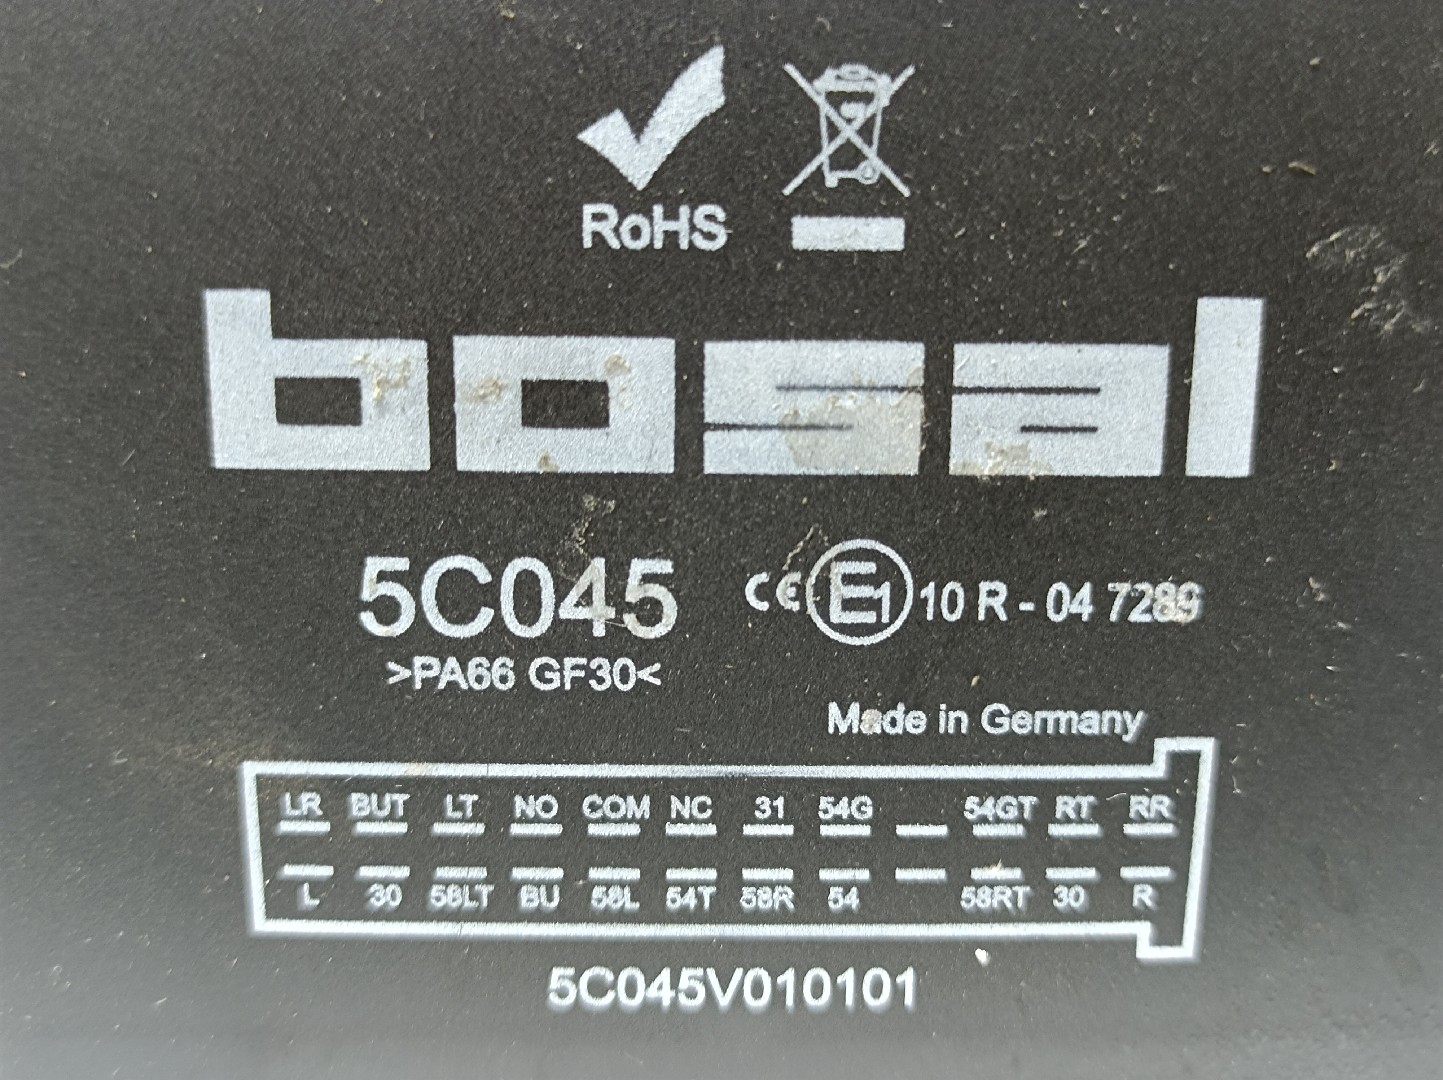 RoHS
bosal
5C045
CE E1 10 R - 04 7289
>PA66 GF30<
Made in Germany
LR BUT LT NO COM NC 31 54G 54GT RT RR
L 30 58LT BU 58L 54T 58R 54 58RT 30 R
5C045V010101